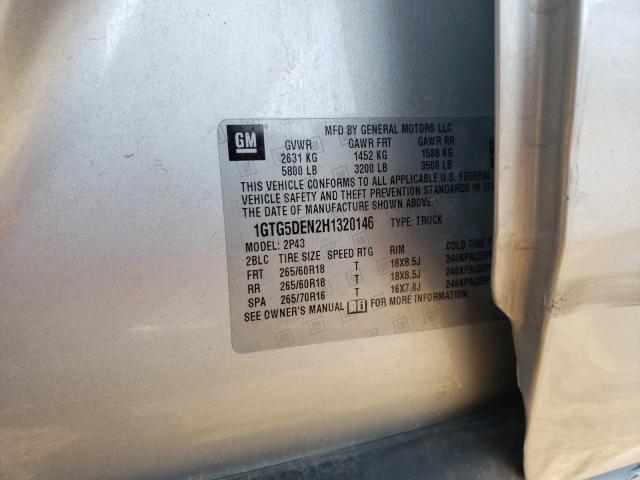 GM
MFD BY GENERAL MOTORS LLC
GVWR GAWR FRT GAWR RR
2631 KG 1452 KG 1588 KG
5800 LB 3200 LB 3500 LB
THIS VEHICLE CONFORMS TO ALL APPLICABLE U.S. FEDERAL
VEHICLE SAFETY AND THEFT PREVENTION STANDARDS IN
THE DATE OF MANUFACTURE SHOWN ABOVE.
1GTG5DEN2H1320146 TYPE: TRUCK
MODEL: 2P43
2BLC TIRE SIZE SPEED RTG RIM COLD TIRE
FRT 265/60R18 T 18X8.5J 240KPA(35P
RR 265/60R18 T 18X8.5J 240KPA(35P
SPA 265/70R16 T 16X7.0J 240KPA(35P
SEE OWNER'S MANUAL FOR MORE INFORMATION.